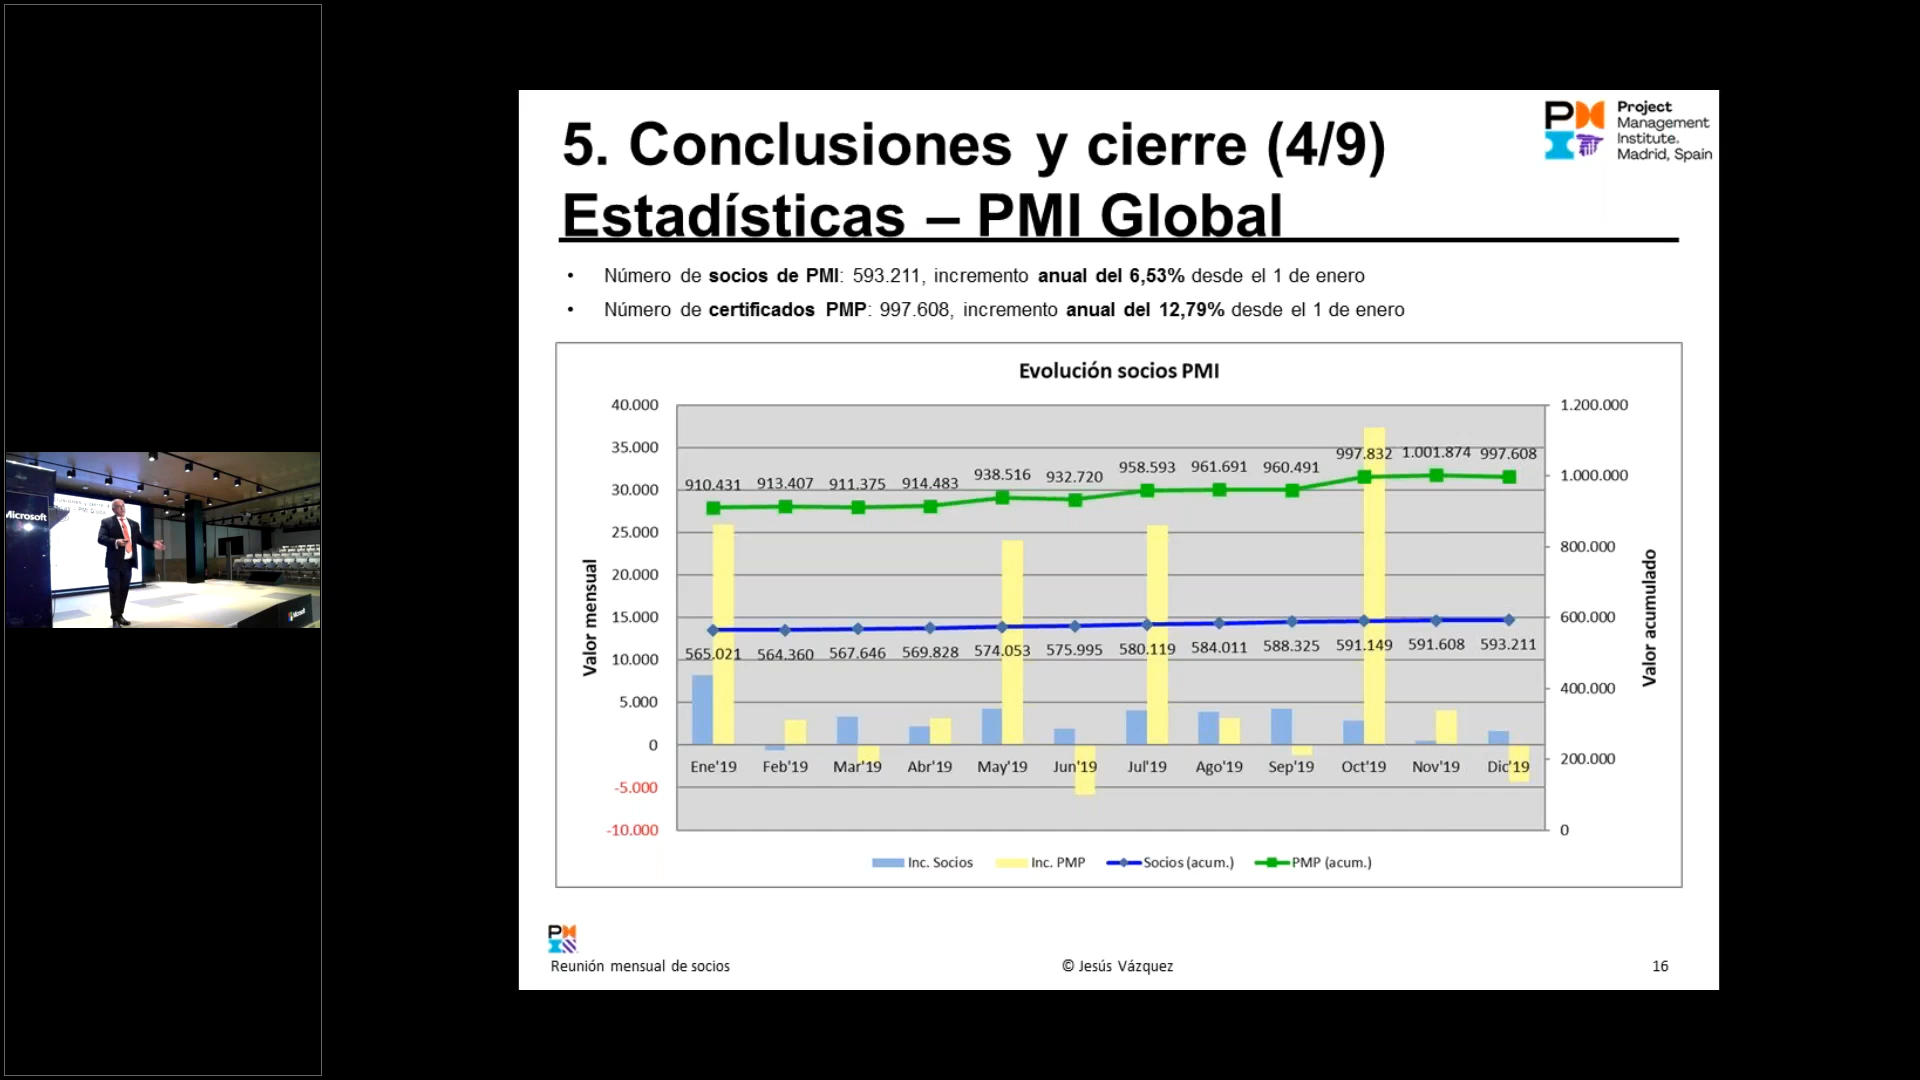 5. Conclusiones y cierre (4/9)
Estadísticas – PMI Global
Project
Management
Institute.
Madrid, Spain
• Número de socios de PMI: 593.211, incremento anual del 6,53% desde el 1 de enero
• Número de certificados PMP: 997.608, incremento anual del 12,79% desde el 1 de enero
Evolución socios PMI
40.000
35.000
30.000
25.000
20.000
15.000
10.000
5.000
0
-5.000
-10.000
Valor mensual
910.431 913.407 911.375 914.483 938.516 932.720 958.593 961.691 960.491 997.832 1.001.874 997.608
565.021 564.360 567.646 569.828 574.053 575.995 580.119 584.011 588.325 591.149 591.608 593.211
Ene'19 Feb'19 Mar'19 Abr'19 May'19 Jun'19 Jul'19 Ago'19 Sep'19 Oct'19 Nov'19 Dic'19
1.200.000
1.000.000
800.000
600.000
400.000
200.000
0
Valor acumulado
Inc. Socios Inc. PMP Socios (acum.) PMP (acum.)
Reunión mensual de socios
© Jesús Vázquez
16
Microsoft